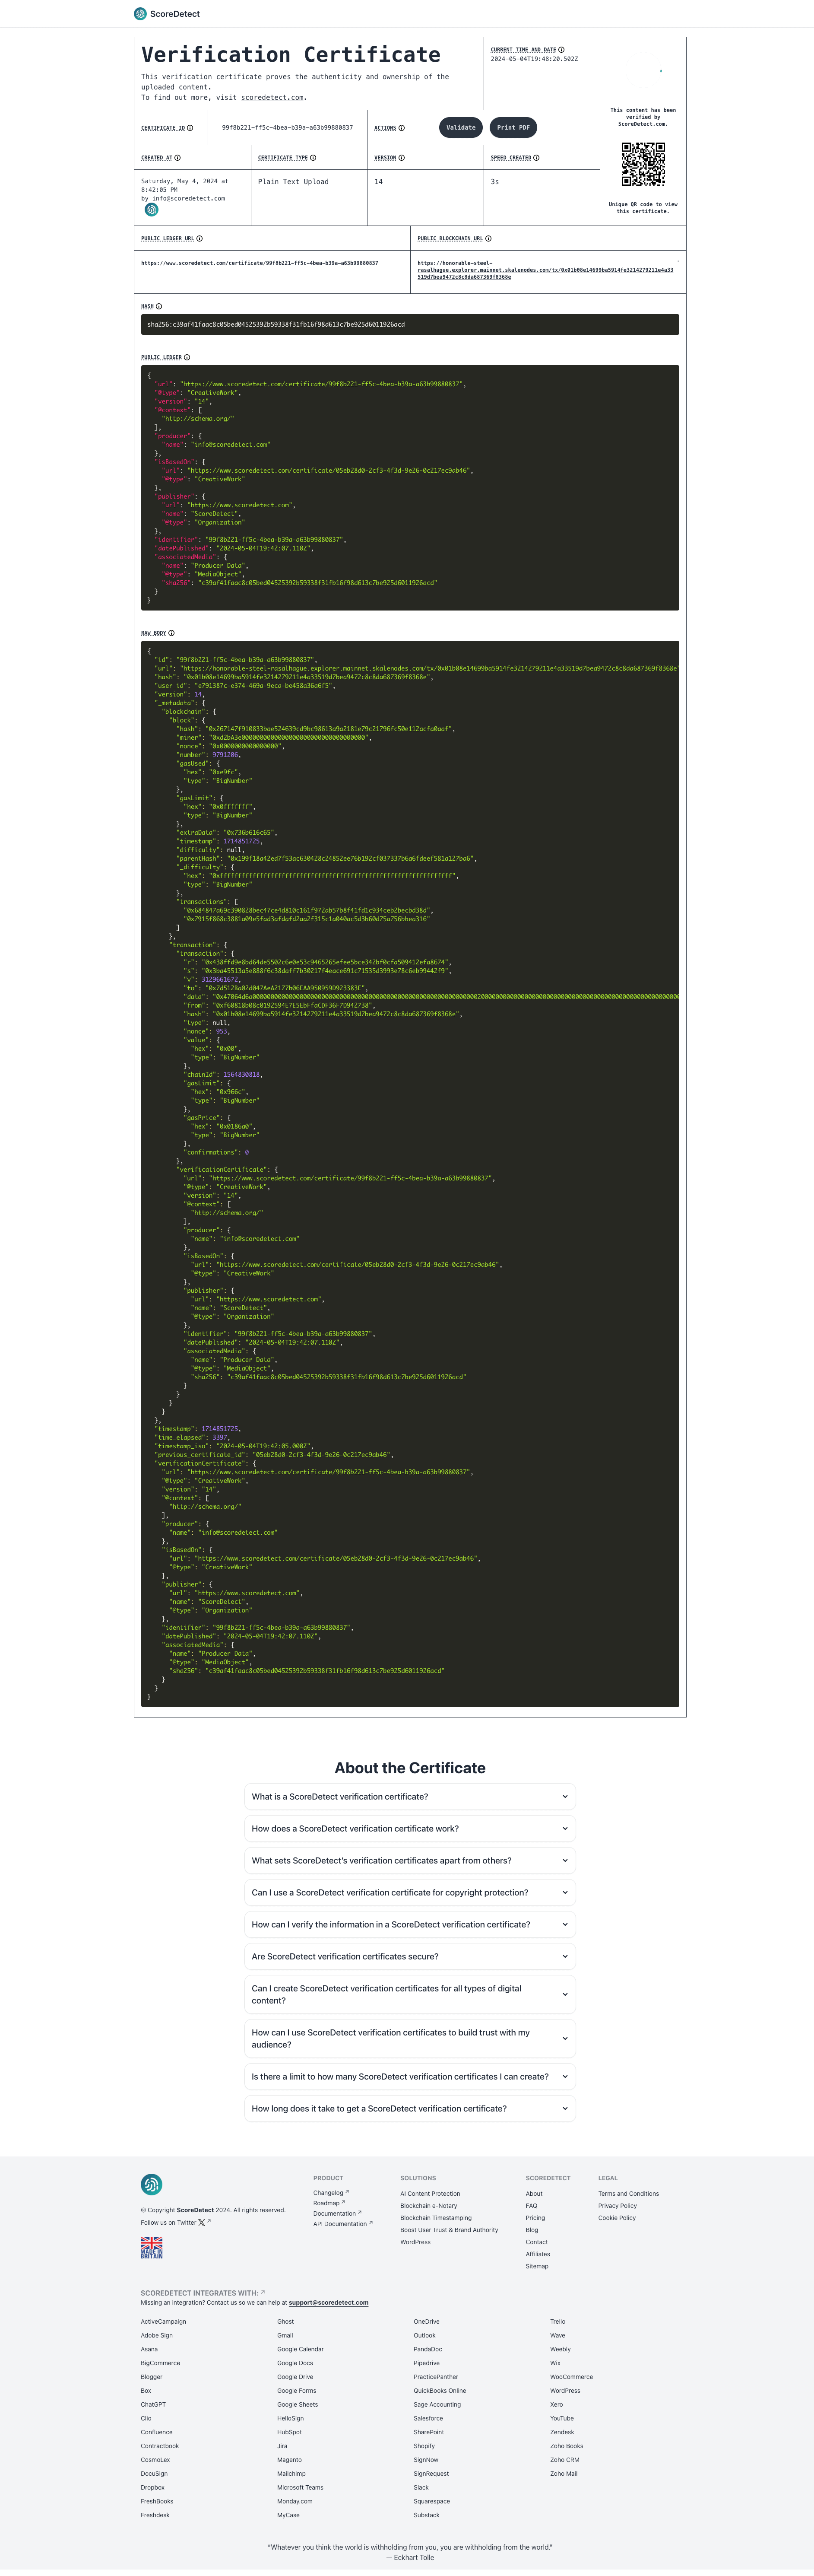 ScoreDetect
Verification Certificate
This verification certificate proves the authenticity and ownership of the
uploaded content.
To find out more, visit scoredetect.com.
CURRENT TIME AND DATE
2024-05-04T19:48:20.502Z
This content has been
verified by
ScoreDetect.com.
Unique QR code to view
this certificate.
CERTIFICATE ID
99f8b221-ff5c-4bea-b39a-a63b99880837
ACTIONS
Validate
Print PDF
CREATED AT
CERTIFICATE TYPE
VERSION
SPEED CREATED
Saturday, May 4, 2024 at
8:42:05 PM
by info@scoredetect.com
Plain Text Upload
14
3s
PUBLIC LEDGER URL
PUBLIC BLOCKCHAIN URL
https://www.scoredetect.com/certificate/99f8b221-ff5c-4bea-b39a-a63b99880837
https://honorable-steel-
rasalhague.explorer.mainnet.skalenodes.com/tx/0x01b08e14699ba5914fe3214279211e4a33
519d7bea9472c8c8da687369f8368e
HASH
sha256:c39af41faac8c05bed04525392b59338f31fb16f98d613c7be925d6011926acd
PUBLIC LEDGER
{
"url": "https://www.scoredetect.com/certificate/99f8b221-ff5c-4bea-b39a-a63b99880837",
"@type": "CreativeWork",
"version": "14",
"@context": [
"http://schema.org/"
],
"producer": {
"name": "info@scoredetect.com"
},
"isBasedOn": {
"url": "https://www.scoredetect.com/certificate/05eb28d0-2cf3-4f3d-9e26-0c217ec9ab46",
"@type": "CreativeWork"
},
"publisher": {
"url": "https://www.scoredetect.com",
"name": "ScoreDetect",
"@type": "Organization"
},
"identifier": "99f8b221-ff5c-4bea-b39a-a63b99880837",
"datePublished": "2024-05-04T19:42:07.110Z",
"associatedMedia": {
"name": "Producer Data",
"@type": "MediaObject",
"sha256": "c39af41faac8c05bed04525392b59338f31fb16f98d613c7be925d6011926acd"
}
}
RAW BODY
{
"id": "99f8b221-ff5c-4bea-b39a-a63b99880837",
"url": "https://honorable-steel-rasalhague.explorer.mainnet.skalenodes.com/tx/0x01b08e14699ba5914fe3214279211e4a33519d7bea9472c8c8da687369f8368e"
"hash": "0x01b08e14699ba5914fe3214279211e4a33519d7bea9472c8c8da687369f8368e",
"user_id": "e791387c-e374-469a-9eca-be458a36a6f5",
"version": 14,
"_metadata": {
"blockchain": {
"block": {
"hash": "0x267147f910833bae524639cd9bc98613a9a2181e79c21796fc50e112acfa0aaf",
"miner": "0xd2bA3e0000000000000000000000000000000000",
"nonce": "0x0000000000000000",
"number": 9791206,
"gasUsed": {
"hex": "0xe9fc",
"type": "BigNumber"
},
"gasLimit": {
"hex": "0x0fffffff",
"type": "BigNumber"
},
"extraData": "0x736b616c65",
"timestamp": 1714851725,
"difficulty": null,
"parentHash": "0x199f18a42ed7f53ac630428c24852ee76b192cf037337b6a6fdeef581a127ba6",
"_difficulty": {
"hex": "0xffffffffffffffffffffffffffffffffffffffffffffffffffffffffffffffff",
"type": "BigNumber"
},
"transactions": [
"0x684847a69c390828bec47ce4d810c161f972ab57b8f41fd1c934ceb2becbd38d",
"0x7915f868c3881a09e5fad3afdafd2aa2f315c1a040ac5d3b60d75a756bbea316"
]
},
"transaction": {
"transaction": {
"r": "0x438ffd9e8bd64de5502c6e0e53c9465265efee5bce342bf0cfa509412efa8674",
"s": "0x3ba45513a5e888f6c38daff7b30217f4eace691c71535d3993e78c6eb99442f9",
"v": 3129661672,
"to": "0x7d5128a02d047AeA2177b06EAA950959D923383E",
"data":
"from": "0xf60818b08c0192594E7E5EbFfaCDF36F7D942738",
"hash": "0x01b08e14699ba5914fe3214279211e4a33519d7bea9472c8c8da687369f8368e",
"type": null,
"nonce": 953,
"value": {
"hex": "0x00",
"type": "BigNumber"
},
"chainId": 1564830818,
"gasLimit": {
"hex": "0x966c",
"type": "BigNumber"
},
"gasPrice": {
"hex": "0x0186a0",
"type": "BigNumber"
},
"confirmations": 0
},
"verificationCertificate": {
"url": "https://www.scoredetect.com/certificate/99f8b221-ff5c-4bea-b39a-a63b99880837",
"@type": "CreativeWork",
"version": "14",
"@context": [
"http://schema.org/"
],
"producer": {
"name": "info@scoredetect.com"
},
"isBasedOn": {
"url": "https://www.scoredetect.com/certificate/05eb28d0-2cf3-4f3d-9e26-0c217ec9ab46",
"@type": "CreativeWork"
},
"publisher": {
"url": "https://www.scoredetect.com",
"name": "ScoreDetect",
"@type": "Organization"
},
"identifier": "99f8b221-ff5c-4bea-b39a-a63b99880837",
"datePublished": "2024-05-04T19:42:07.110Z",
"associatedMedia": {
"name": "Producer Data",
"@type": "MediaObject",
"sha256": "c39af41faac8c05bed04525392b59338f31fb16f98d613c7be925d6011926acd"
}
}
}
},
"timestamp": 1714851725,
"time_elapsed": 3397,
"timestamp_iso": "2024-05-04T19:42:05.000Z",
"previous_certificate_id": "05eb28d0-2cf3-4f3d-9e26-0c217ec9ab46",
"verificationCertificate": {
"url": "https://www.scoredetect.com/certificate/99f8b221-ff5c-4bea-b39a-a63b99880837",
"@type": "CreativeWork",
"version": "14",
"@context": [
"http://schema.org/"
],
"producer": {
"name": "info@scoredetect.com"
},
"isBasedOn": {
"url": "https://www.scoredetect.com/certificate/05eb28d0-2cf3-4f3d-9e26-0c217ec9ab46",
"@type": "CreativeWork"
},
"publisher": {
"url": "https://www.scoredetect.com",
"name": "ScoreDetect",
"@type": "Organization"
},
"identifier": "99f8b221-ff5c-4bea-b39a-a63b99880837",
"datePublished": "2024-05-04T19:42:07.110Z",
"associatedMedia": {
"name": "Producer Data",
"@type": "MediaObject",
"sha256": "c39af41faac8c05bed04525392b59338f31fb16f98d613c7be925d6011926acd"
}
}
}
About the Certificate
What is a ScoreDetect verification certificate?
How does a ScoreDetect verification certificate work?
What sets ScoreDetect's verification certificates apart from others?
Can I use a ScoreDetect verification certificate for copyright protection?
How can I verify the information in a ScoreDetect verification certificate?
Are ScoreDetect verification certificates secure?
Can I create ScoreDetect verification certificates for all types of digital
content?
How can I use ScoreDetect verification certificates to build trust with my
audience?
Is there a limit to how many ScoreDetect verification certificates I can create?
How long does it take to get a ScoreDetect verification certificate?
© Copyright ScoreDetect 2024. All rights reserved.
Follow us on Twitter
MADE IN
BRITAIN
PRODUCT
Changelog
Roadmap
Documentation
API Documentation
SOLUTIONS
AI Content Protection
Blockchain e-Notary
Blockchain Timestamping
Boost User Trust & Brand Authority
WordPress
SCOREDETECT
About
FAQ
Pricing
Blog
Contact
Affiliates
Sitemap
LEGAL
Terms and Conditions
Privacy Policy
Cookie Policy
SCOREDETECT INTEGRATES WITH:
Missing an integration? Contact us so we can help at support@scoredetect.com
ActiveCampaign
Adobe Sign
Asana
BigCommerce
Blogger
Box
ChatGPT
Clio
Confluence
Contractbook
CosmoLex
DocuSign
Dropbox
FreshBooks
Freshdesk
Ghost
Gmail
Google Calendar
Google Docs
Google Drive
Google Forms
Google Sheets
HelloSign
HubSpot
Jira
Magento
Mailchimp
Microsoft Teams
Monday.com
MyCase
OneDrive
Outlook
PandaDoc
Pipedrive
PracticePanther
QuickBooks Online
Sage Accounting
Salesforce
SharePoint
Shopify
SignNow
SignRequest
Slack
Squarespace
Substack
Trello
Wave
Weebly
Wix
WooCommerce
WordPress
Xero
YouTube
Zendesk
Zoho Books
Zoho CRM
Zoho Mail
"Whatever you think the world is withholding from you, you are withholding from the world."
— Eckhart Tolle